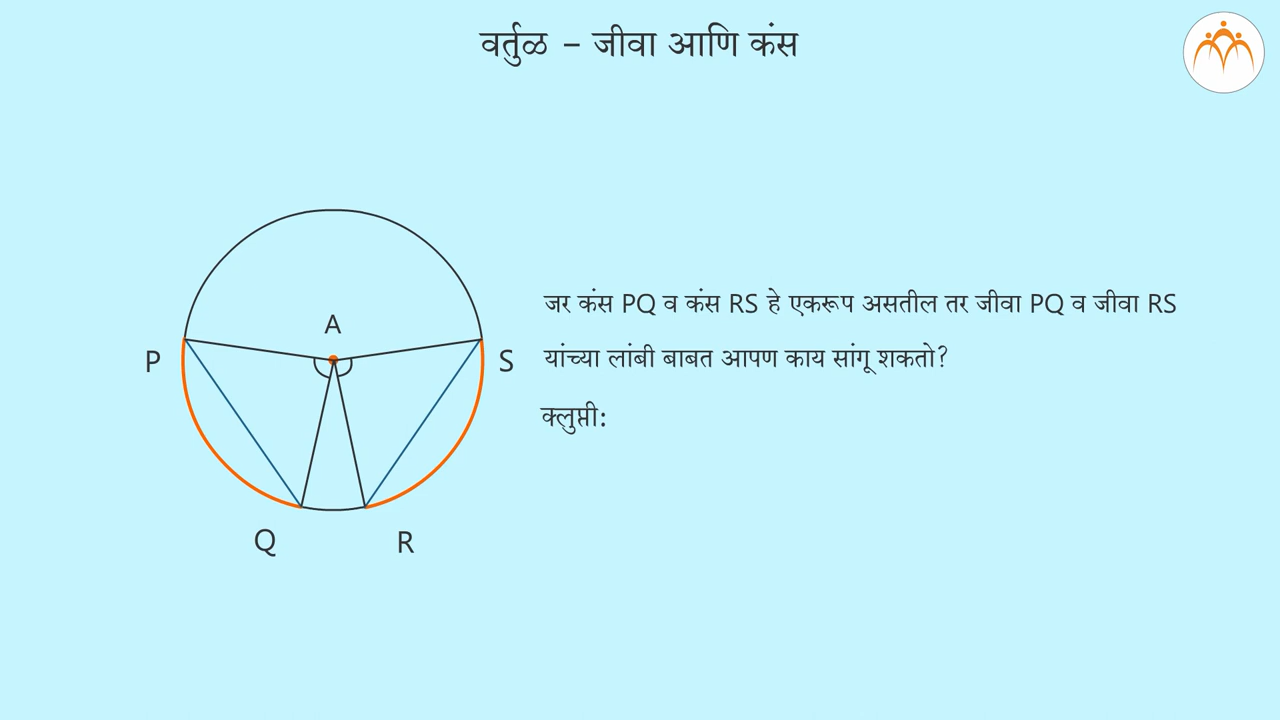 वर्तुळ – जीवा आणि कंस
A
P
S
Q
R
जर कंस PQ व कंस RS हे एकरूप असतील तर जीवा PQ व जीवा RS
यांच्या लांबी बाबत आपण काय सांगू शकतो?
क्लुप्ती: